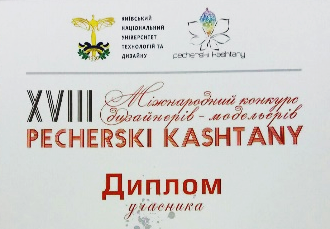 КИЇВСЬКИЙ
НАЦІОНАЛЬНИЙ
УНІВЕРСИТЕТ
ТЕХНОЛОГІЙ ТА
ДИЗАЙНУ
pecherski kashtany
XVIII Міжнародний конкурс
дизайнерів - модельєрів
PECHERSKI KASHTANY
Диплом
учасника